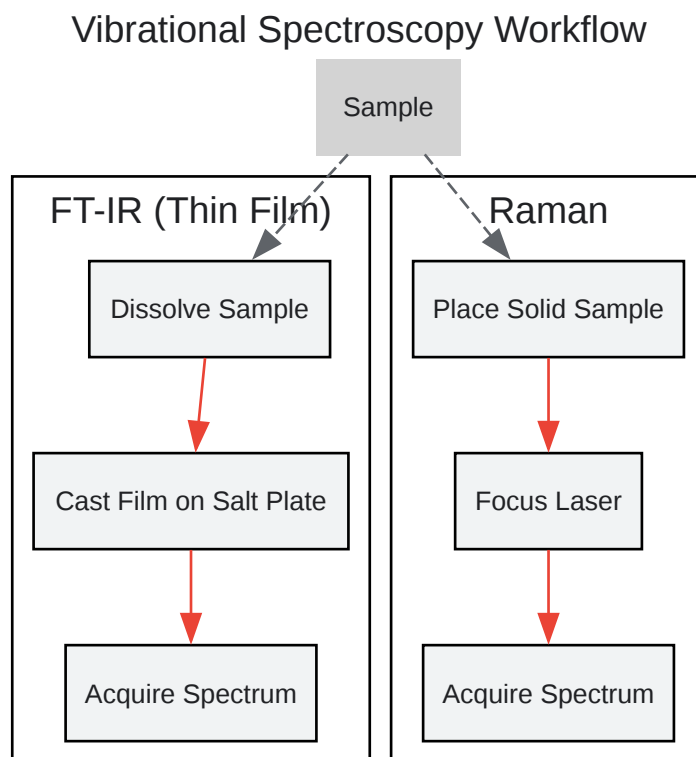 Vibrational Spectroscopy Workflow
Sample
FT-IR (Thin Film)
Dissolve Sample
Cast Film on Salt Plate
Acquire Spectrum
Raman
Place Solid Sample
Focus Laser
Acquire Spectrum